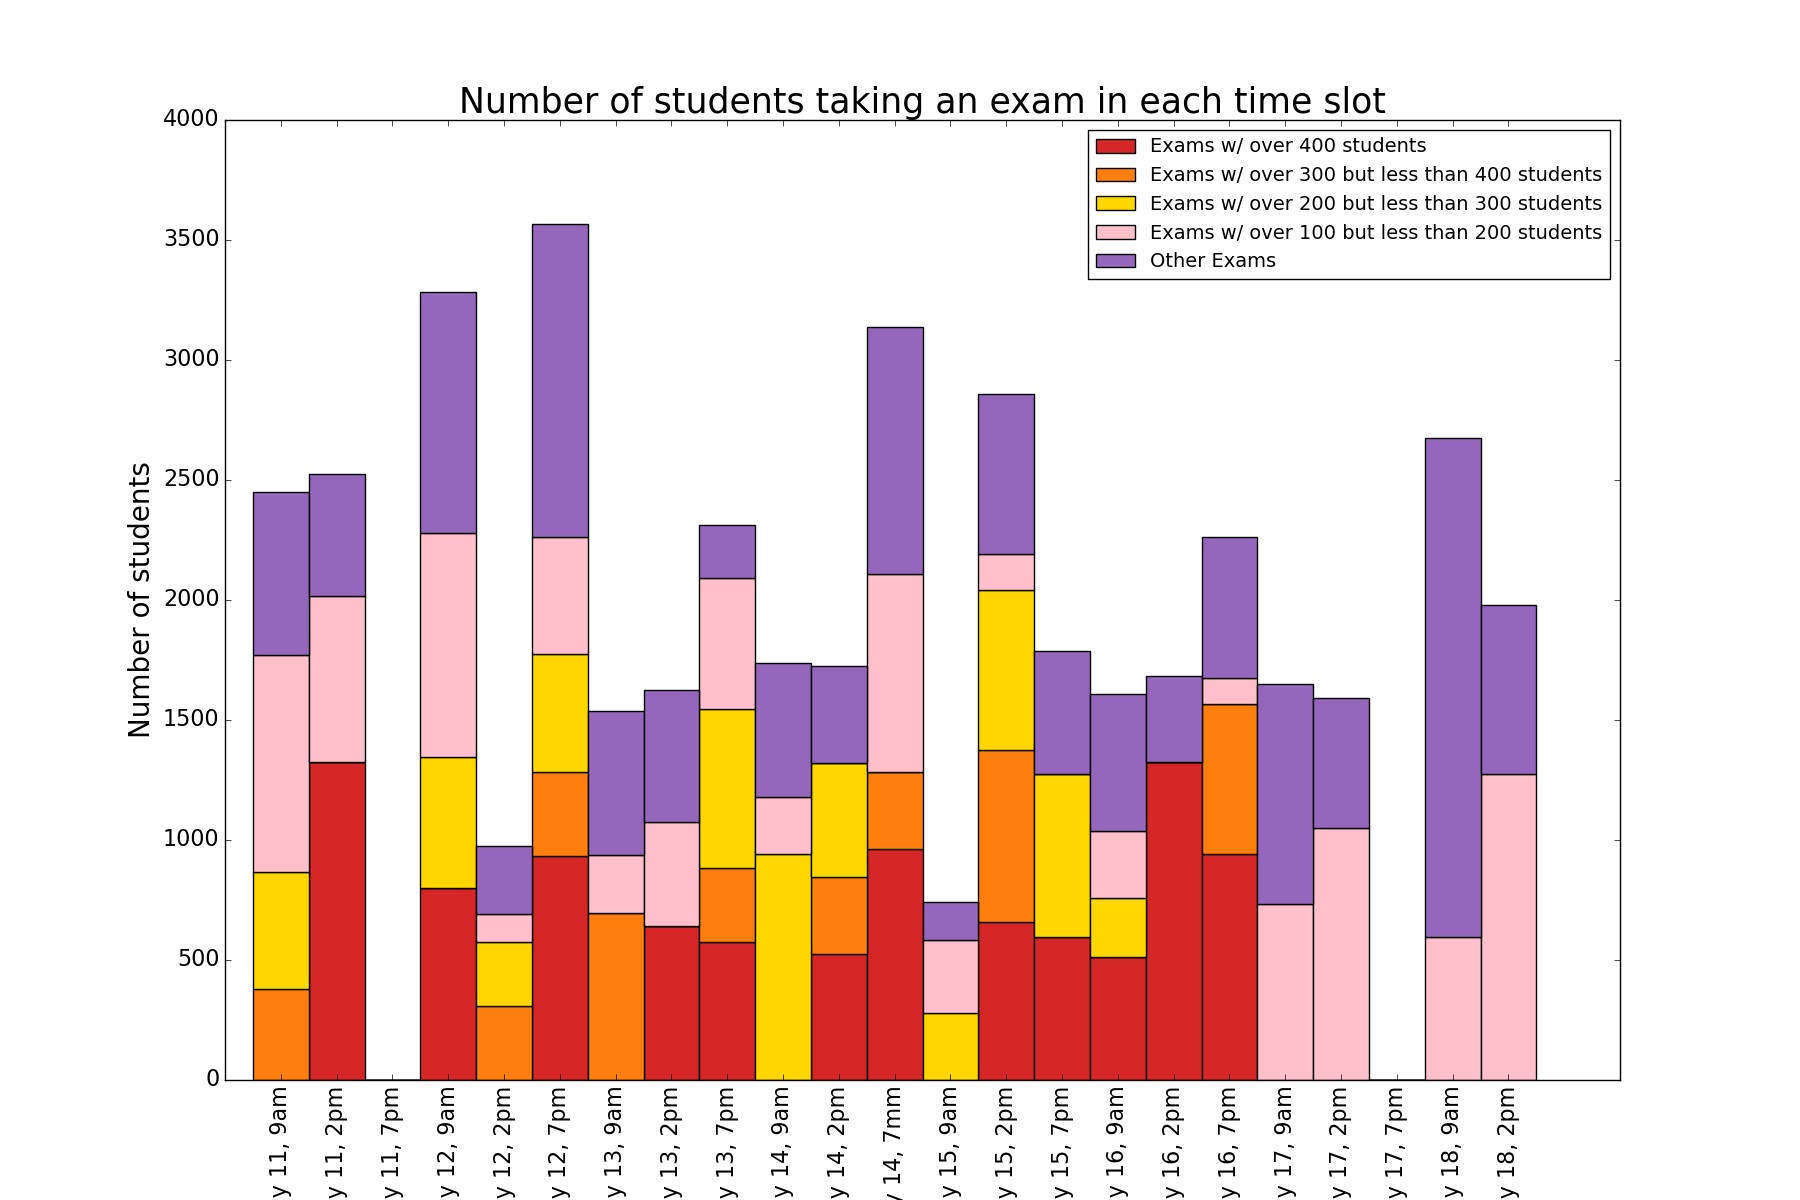 Number of students taking an exam in each time slot
Exams w/ over 400 students
Exams w/ over 300 but less than 400 students
Exams w/ over 200 but less than 300 students
Exams w/ over 100 but less than 200 students
Other Exams
Number of students
4000
3500
3000
2500
2000
1500
1000
500
0
y 11, 9am
y 11, 2pm
y 11, 7pm
y 12, 9am
y 12, 2pm
y 12, 7pm
y 13, 9am
y 13, 2pm
y 13, 7pm
y 14, 9am
y 14, 2pm
y 14, 7mm
y 15, 9am
y 15, 2pm
y 15, 7pm
y 16, 9am
y 16, 2pm
y 16, 7pm
y 17, 9am
y 17, 2pm
y 17, 7pm
y 18, 9am
y 18, 2pm